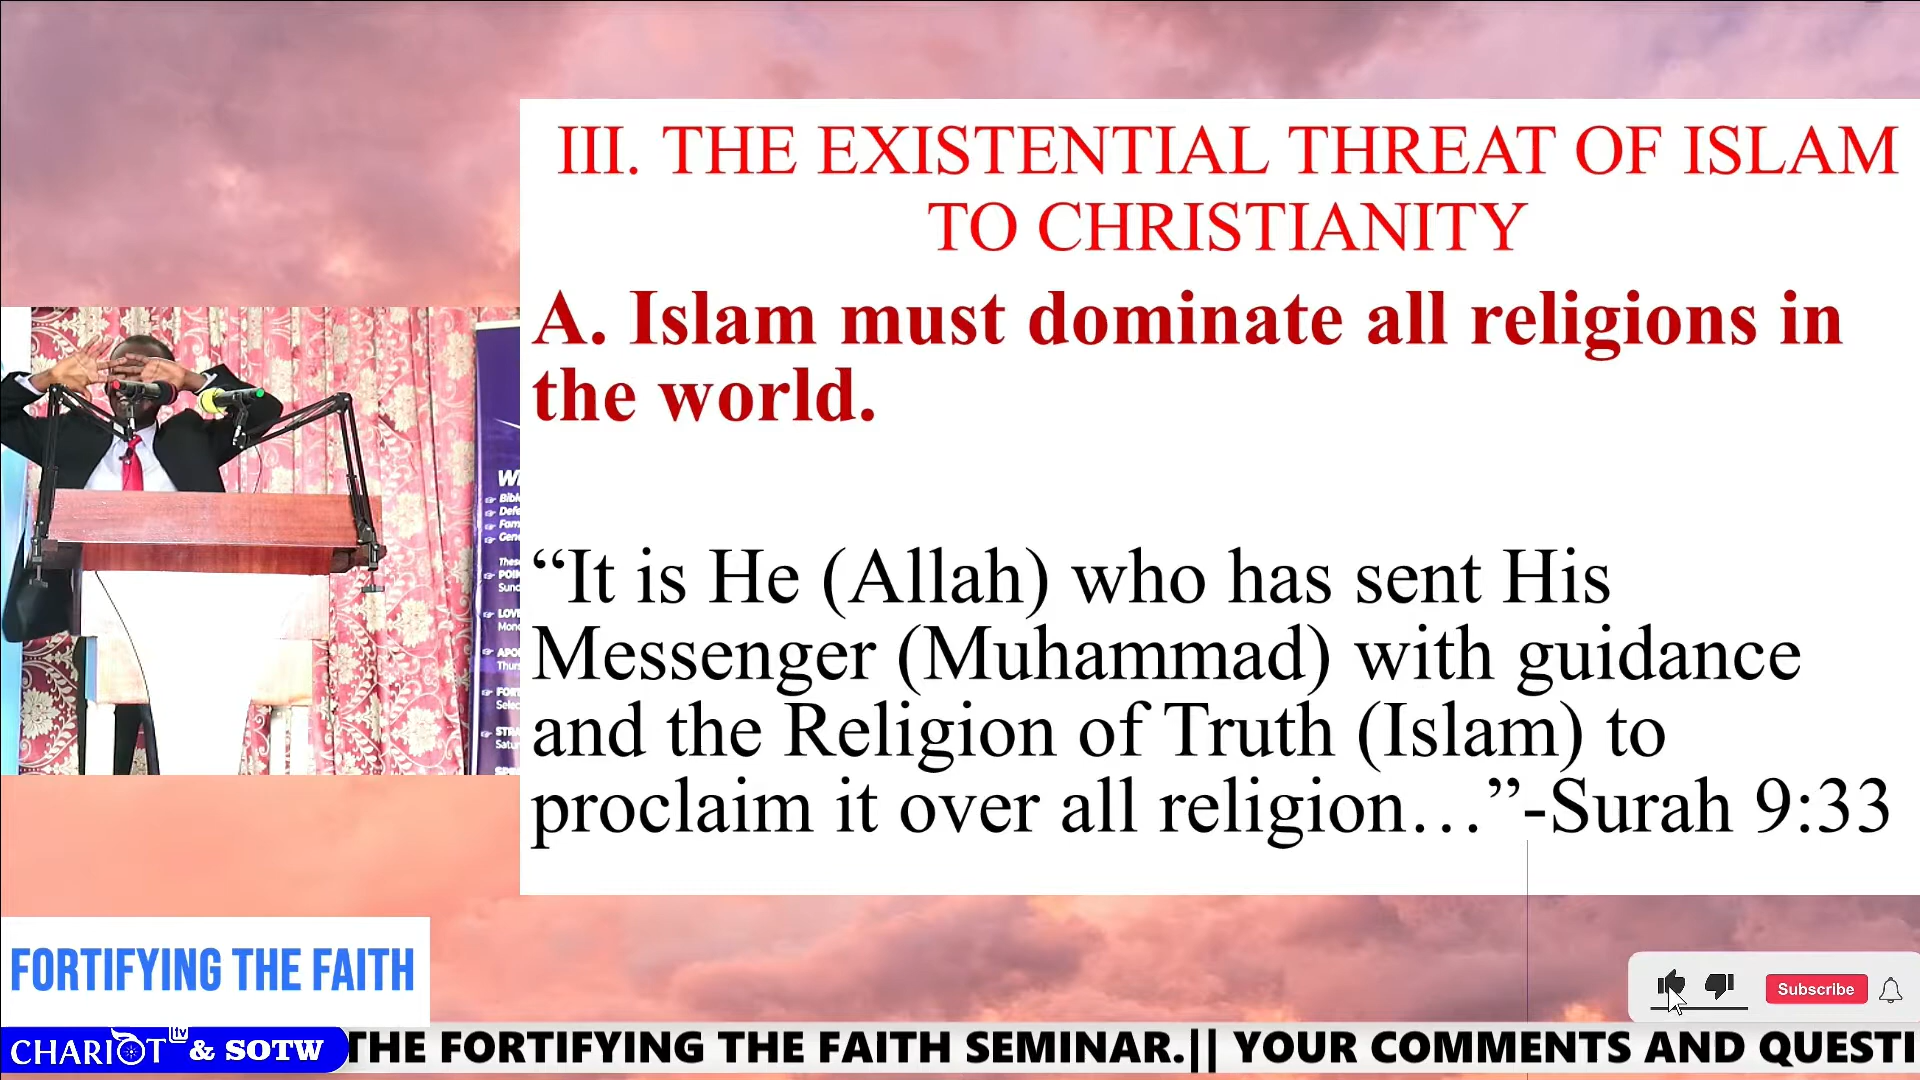 III. THE EXISTENTIAL THREAT OF ISLAM
TO CHRISTIANITY
A. Islam must dominate all religions in
the world.
“It is He (Allah) who has sent His
Messenger (Muhammad) with guidance
and the Religion of Truth (Islam) to
proclaim it over all religion…”-Surah 9:33
FORTIFYING THE FAITH
Subscribe
CHARIOT tv & SOTW
THE FORTIFYING THE FAITH SEMINAR.|| YOUR COMMENTS AND QUESTI